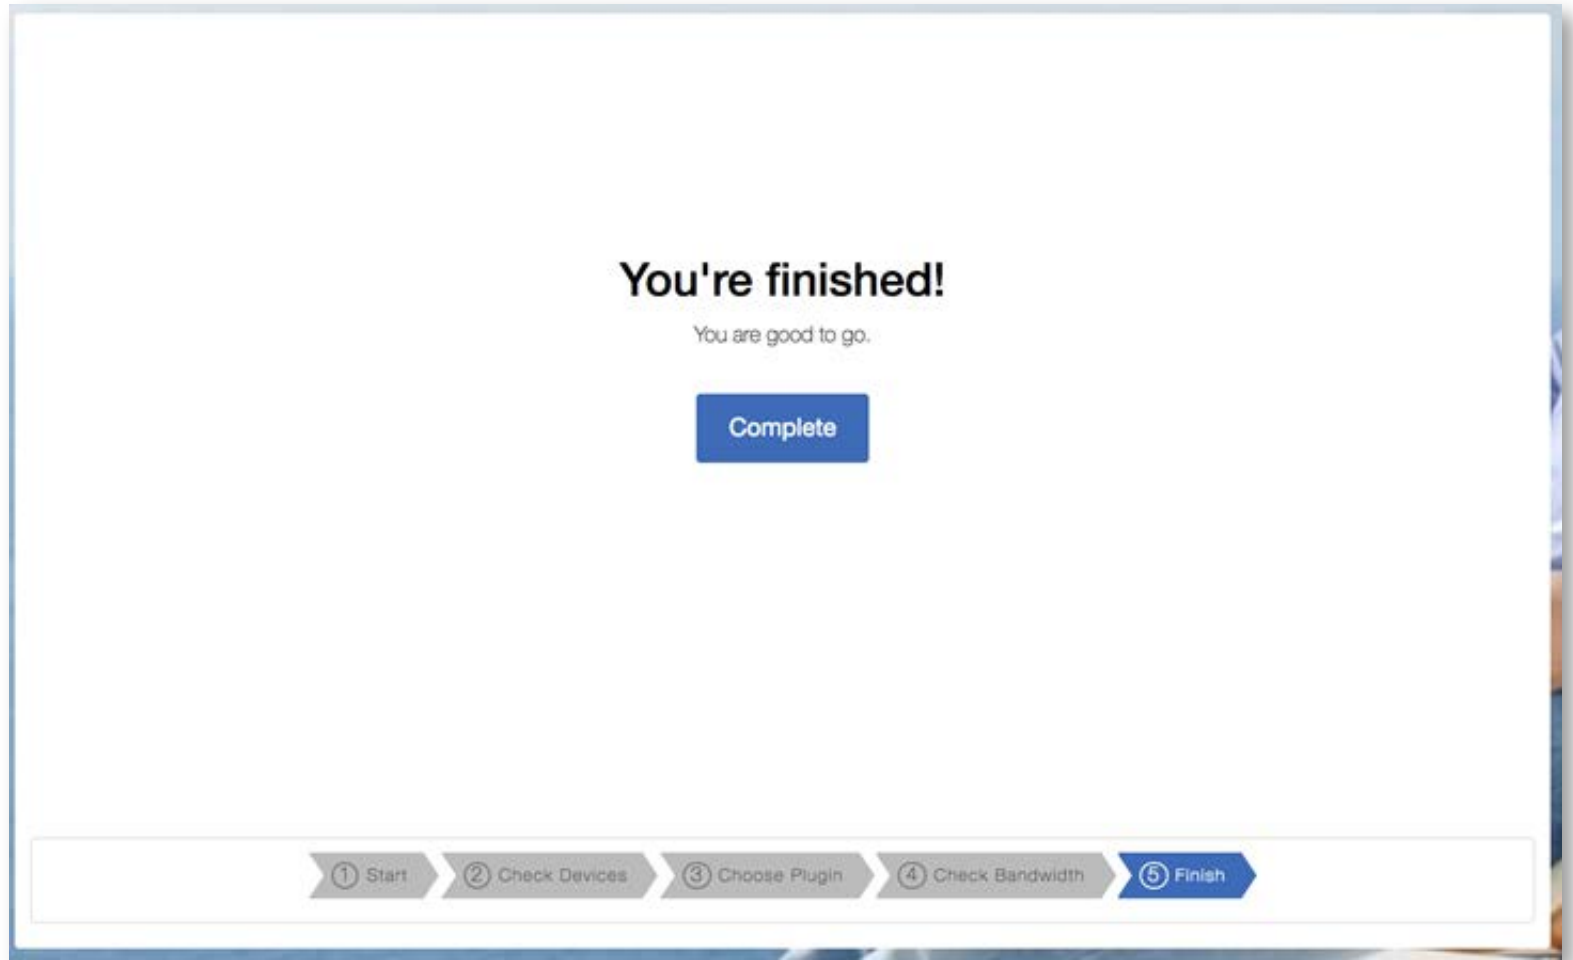 You're finished!
You are good to go.
Complete
1 Start 2 Check Devices 3 Choose Plugin 4 Check Bandwidth 5 Finish